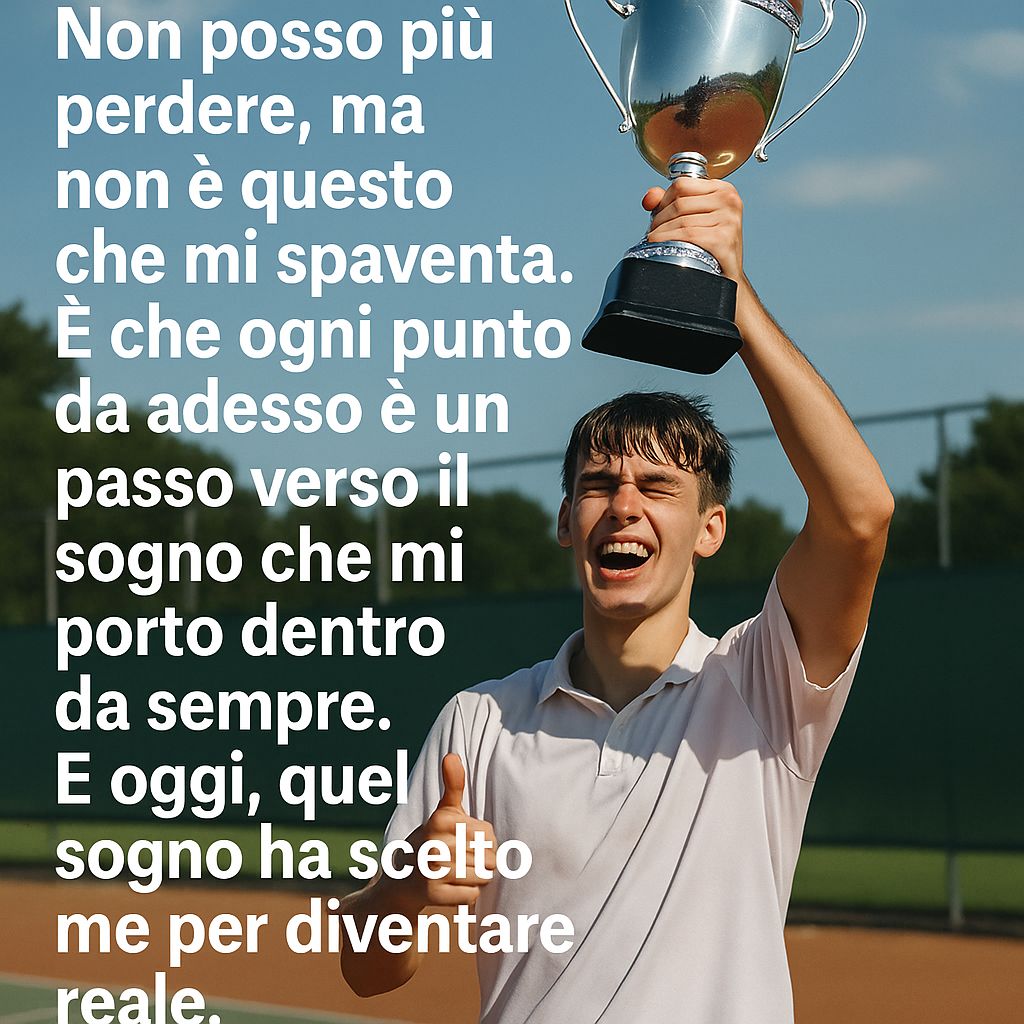 Non posso più
perdere, ma
non è questo
che mi spaventa.
È che ogni punto
da adesso è un
passo verso il
sogno che mi
porto dentro
da sempre.
E oggi, quel
sogno ha scelto
me per diventare
reale.